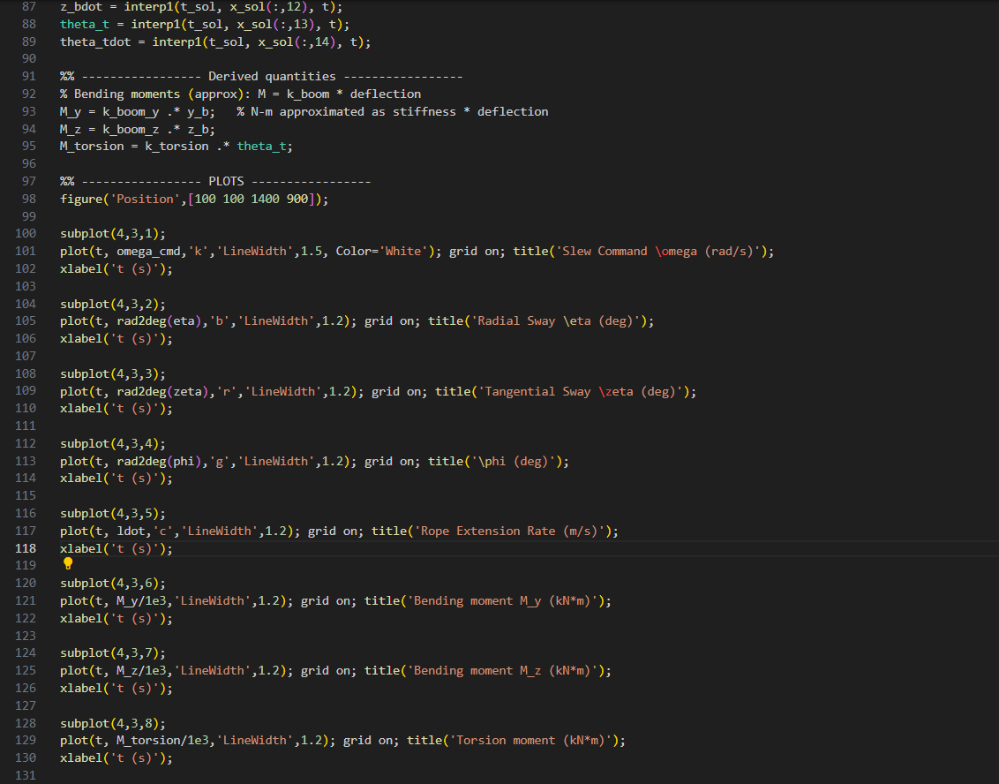 87 z_bdot = interp1(t_sol, x_sol(:,12), t);
88 theta_t = interp1(t_sol, x_sol(:,13), t);
89 theta_tdot = interp1(t_sol, x_sol(:,14), t);
90
91 %% ----------------- Derived quantities -----------------
92 % Bending moments (approx): M = k_boom * deflection
93 M_y = k_boom_y .* y_b;   % N-m approximated as stiffness * deflection
94 M_z = k_boom_z .* z_b;
95 M_torsion = k_torsion .* theta_t;
96
97 %% ----------------- PLOTS -----------------
98 figure('Position',[100 100 1400 900]);
99
100 subplot(4,3,1);
101 plot(t, omega_cmd,'k','LineWidth',1.5, Color='White'); grid on; title('Slew Command \omega (rad/s)');
102 xlabel('t (s)');
103
104 subplot(4,3,2);
105 plot(t, rad2deg(eta),'b','LineWidth',1.2); grid on; title('Radial Sway \eta (deg)');
106 xlabel('t (s)');
107
108 subplot(4,3,3);
109 plot(t, rad2deg(zeta),'r','LineWidth',1.2); grid on; title('Tangential Sway \zeta (deg)');
110 xlabel('t (s)');
111
112 subplot(4,3,4);
113 plot(t, rad2deg(phi),'g','LineWidth',1.2); grid on; title('\phi (deg)');
114 xlabel('t (s)');
115
116 subplot(4,3,5);
117 plot(t, ldot,'c','LineWidth',1.2); grid on; title('Rope Extension Rate (m/s)');
118 xlabel('t (s)');
119
120 subplot(4,3,6);
121 plot(t, M_y/1e3,'LineWidth',1.2); grid on; title('Bending moment M_y (kN*m)');
122 xlabel('t (s)');
123
124 subplot(4,3,7);
125 plot(t, M_z/1e3,'LineWidth',1.2); grid on; title('Bending moment M_z (kN*m)');
126 xlabel('t (s)');
127
128 subplot(4,3,8);
129 plot(t, M_torsion/1e3,'LineWidth',1.2); grid on; title('Torsion moment (kN*m)');
130 xlabel('t (s)');
131